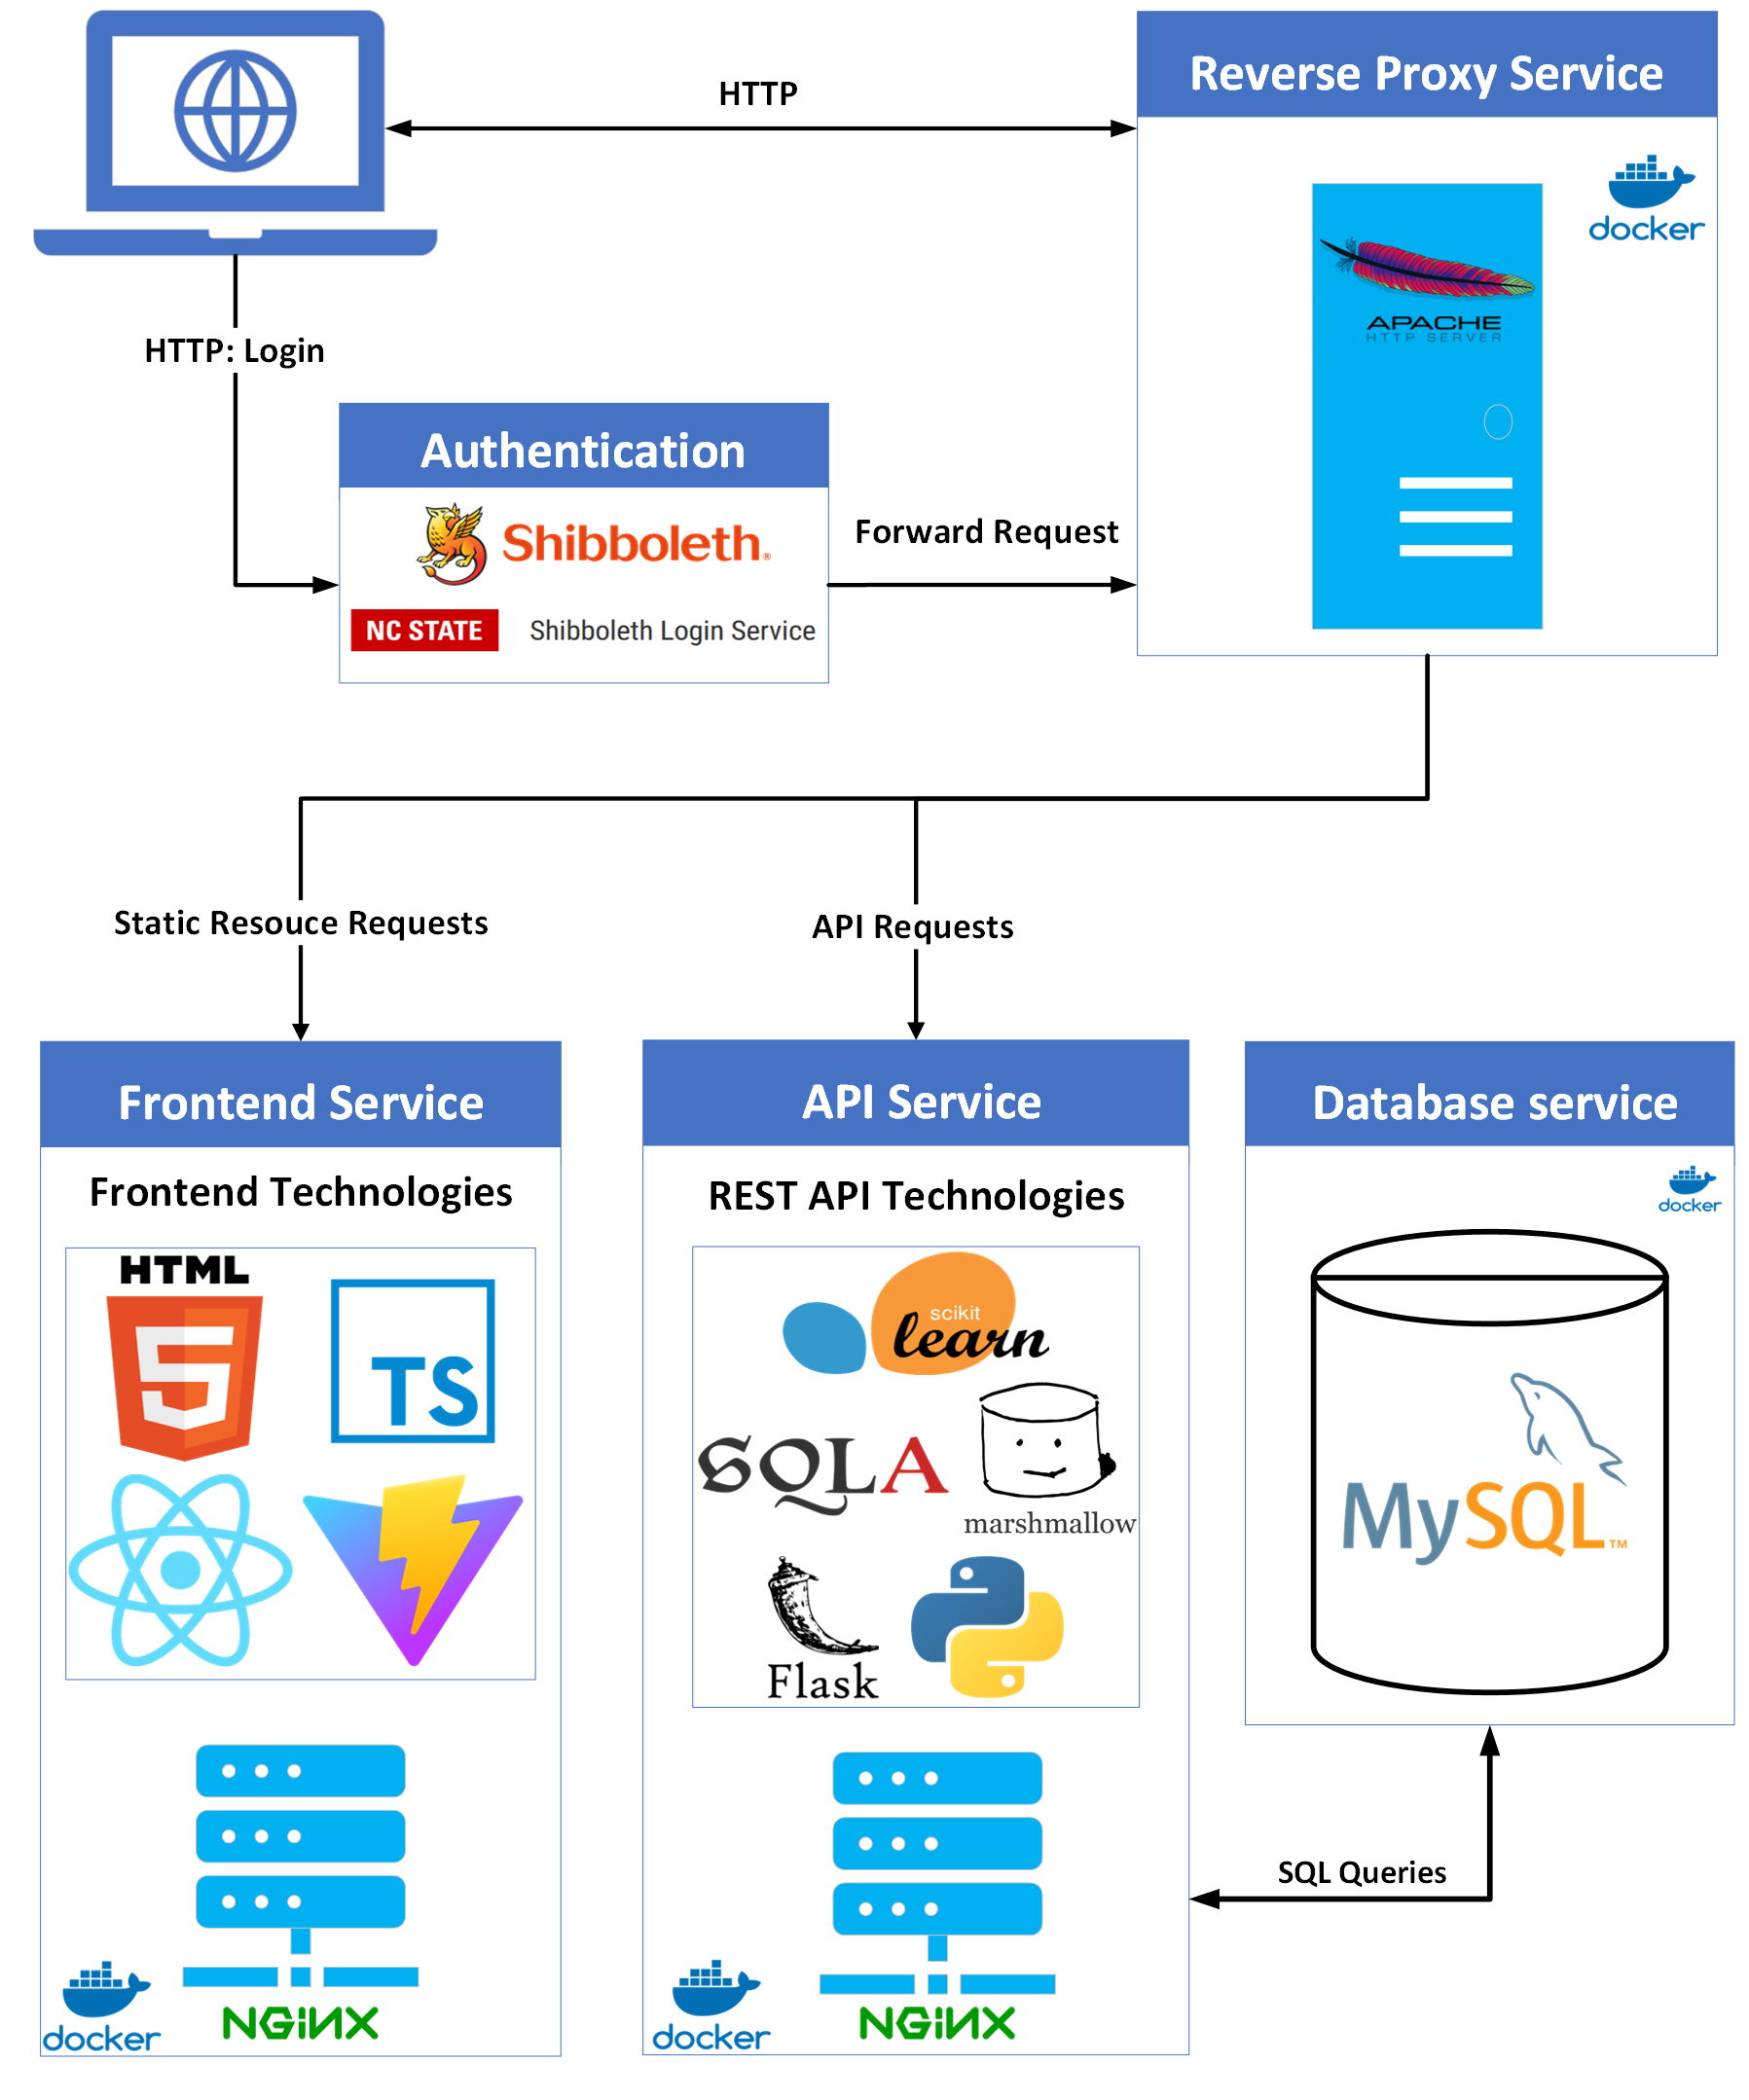 HTTP
Reverse Proxy Service
docker
APACHE
HTTP SERVER
HTTP: Login
Authentication
Shibboleth®
NC STATE Shibboleth Login Service
Forward Request
Static Resouce Requests
API Requests
Frontend Service
Frontend Technologies
HTML
5
TS
docker
NGiNX
API Service
REST API Technologies
scikit
learn
SQLA
marshmallow
Flask
docker
NGiNX
Database service
docker
MySQL™
SQL Queries